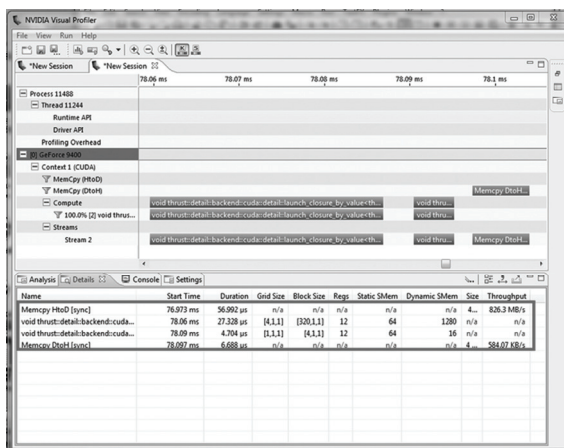 NVIDIA Visual Profiler
File View Run Help
*New Session *New Session
78.06 ms 78.07 ms 78.08 ms 78.09 ms 78.1 ms
Process 11488
Thread 11244
Runtime API
Driver API
Profiling Overhead
[0] GeForce 9400
Context 1 (CUDA)
MemCpy (HtoD)
MemCpy (DtoH) Memcpy DtoH...
Compute void thrust::detail::backend::cuda::detail::launch_closure_by_value<th... void thru...
100.0% [2] void thrus... void thrust::detail::backend::cuda::detail::launch_closure_by_value<th... void thru...
Streams
Stream 2 void thrust::detail::backend::cuda::detail::launch_closure_by_value<th... void thru... Memcpy DtoH...
Analysis Details Console Settings
Name Start Time Duration Grid Size Block Size Regs Static SMem Dynamic SMem Size Throughput
Memcpy HtoD [sync] 76.973 ms 56.992 µs n/a n/a n/a n/a n/a 4... 826.3 MB/s
void thrust::detail::backend::cuda... 78.06 ms 27.328 µs [4,1,1] [320,1,1] 12 64 1280 n/a n/a
void thrust::detail::backend::cuda... 78.09 ms 4.704 µs [1,1,1] [4,1,1] 12 64 16 n/a n/a
Memcpy DtoH [sync] 78.097 ms 6.688 µs n/a n/a n/a n/a n/a 4 ... 584.07 KB/s